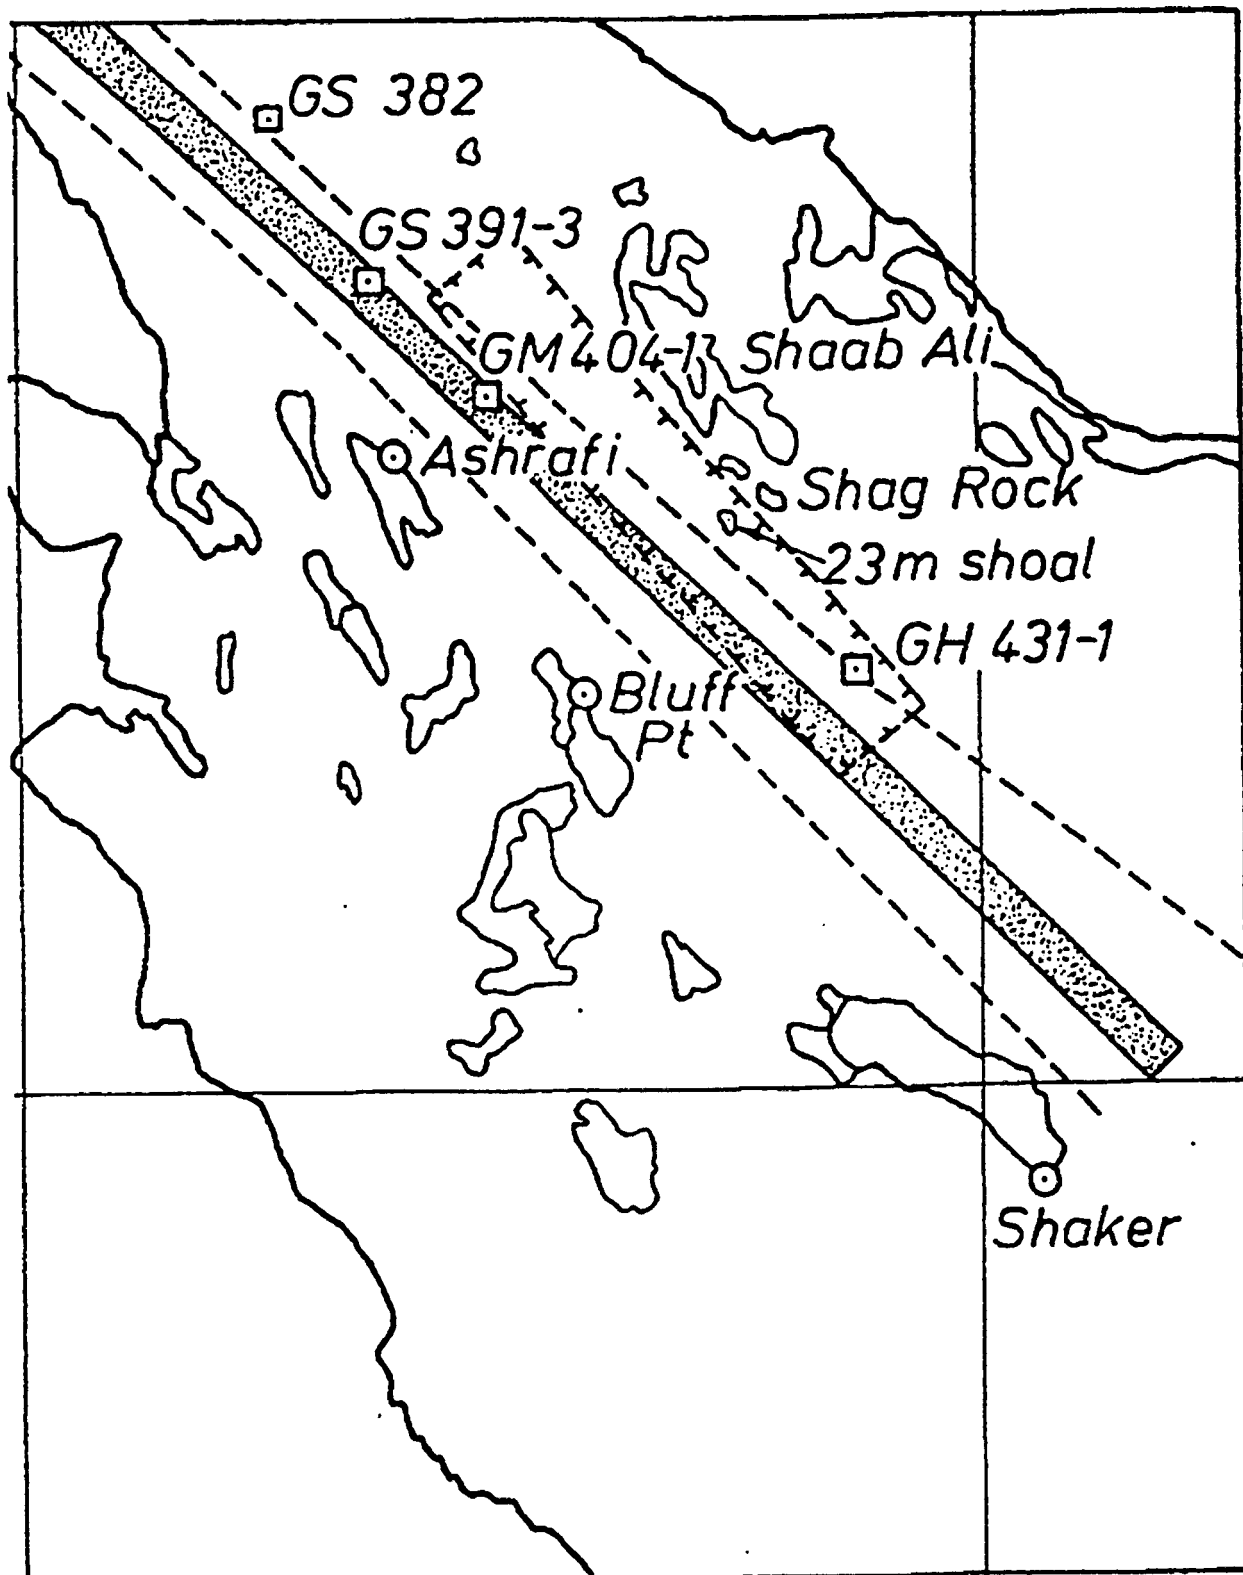 GS 382
GS 391-3
GM 404-1
Shaab Ali
Ashrafi
Shag Rock
23m shoal
GH 431-1
Bluff
Pt
Shaker